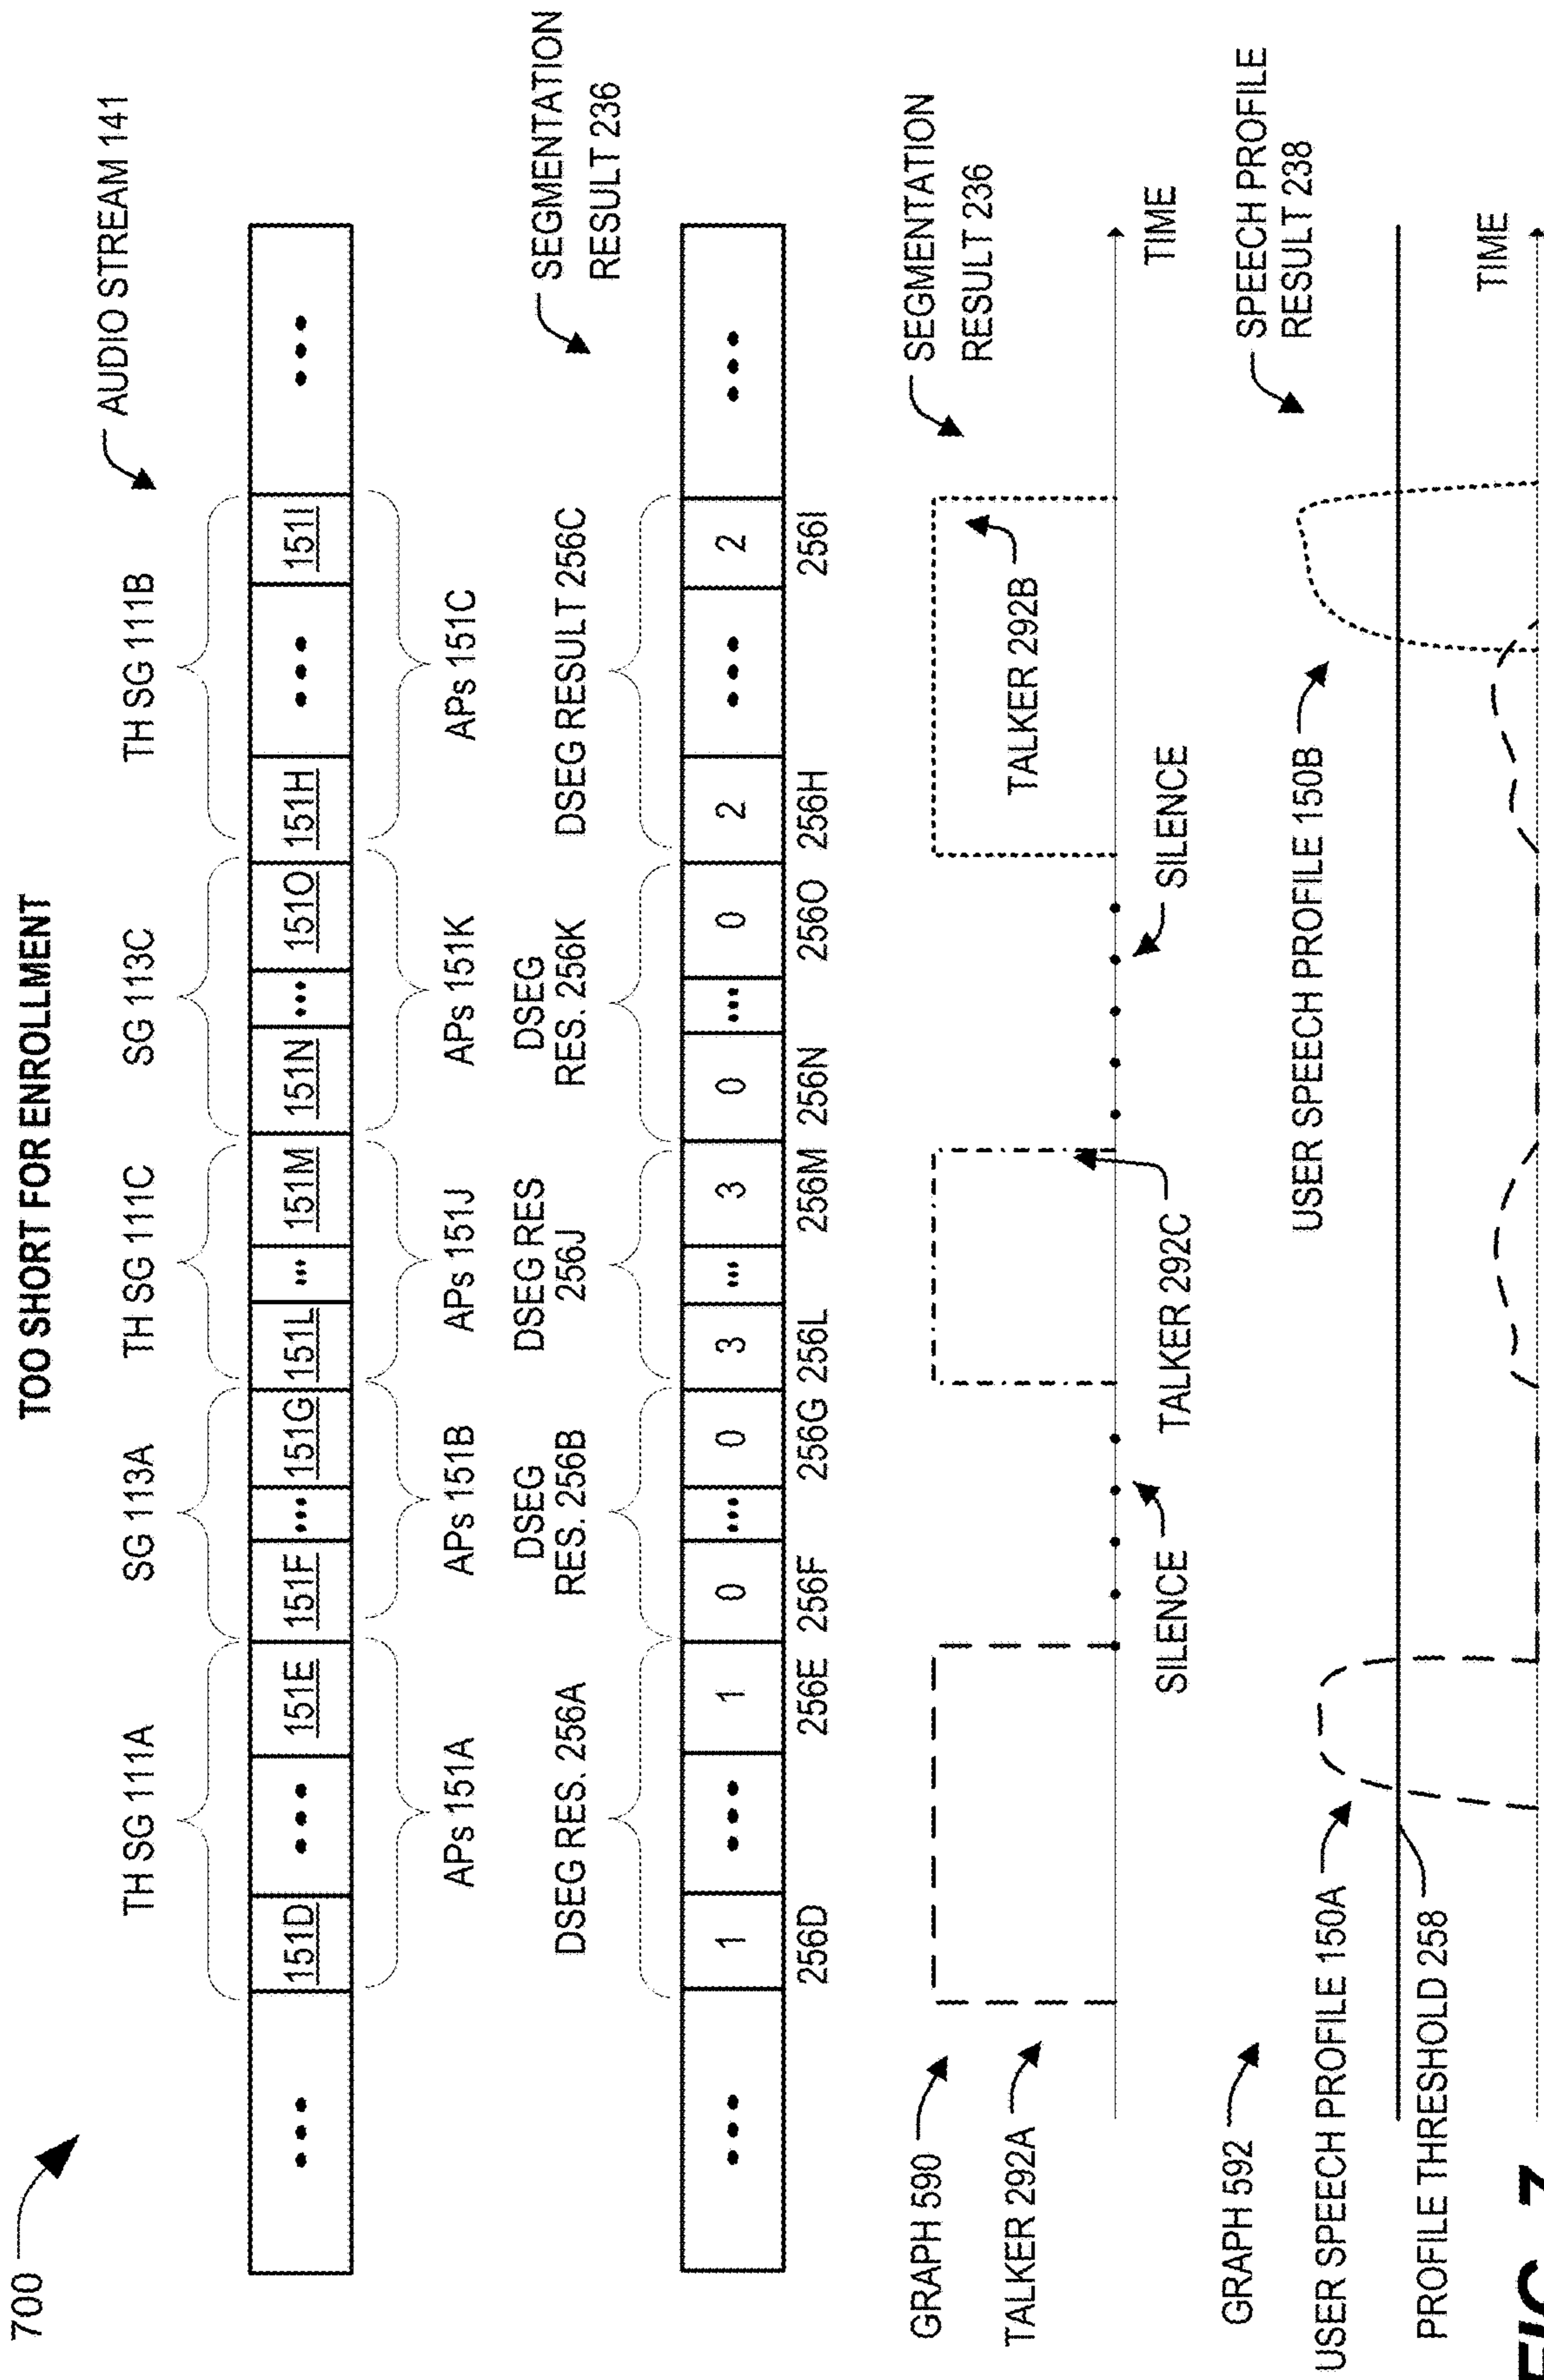 700
TOO SHORT FOR ENROLLMENT
AUDIO STREAM 141
TH SG 111A
SG 113A
TH SG 111C
SG 113C
TH SG 111B
••• 151D ••• 151E 151F ••• 151G 151L ••• 151M 151N ••• 151O 151H ••• 151I •••
APs 151A
APs 151B
APs 151J
APs 151K
APs 151C
SEGMENTATION
RESULT 236
DSEG RES. 256A
DSEG
RES. 256B
DSEG RES
256J
DSEG
RES. 256K
DSEG RESULT 256C
••• 1 ••• 1 0 ••• 0 3 ••• 3 0 ••• 0 2 ••• 2 •••
256D 256E 256F 256G 256L 256M 256N 256O 256H 256I
GRAPH 590
SEGMENTATION
RESULT 236
TALKER 292A
TALKER 292B
TIME
SILENCE
TALKER 292C
SILENCE
GRAPH 592
SPEECH PROFILE
RESULT 238
USER SPEECH PROFILE 150A
USER SPEECH PROFILE 150B
PROFILE THRESHOLD 258
TIME
FIG. 7